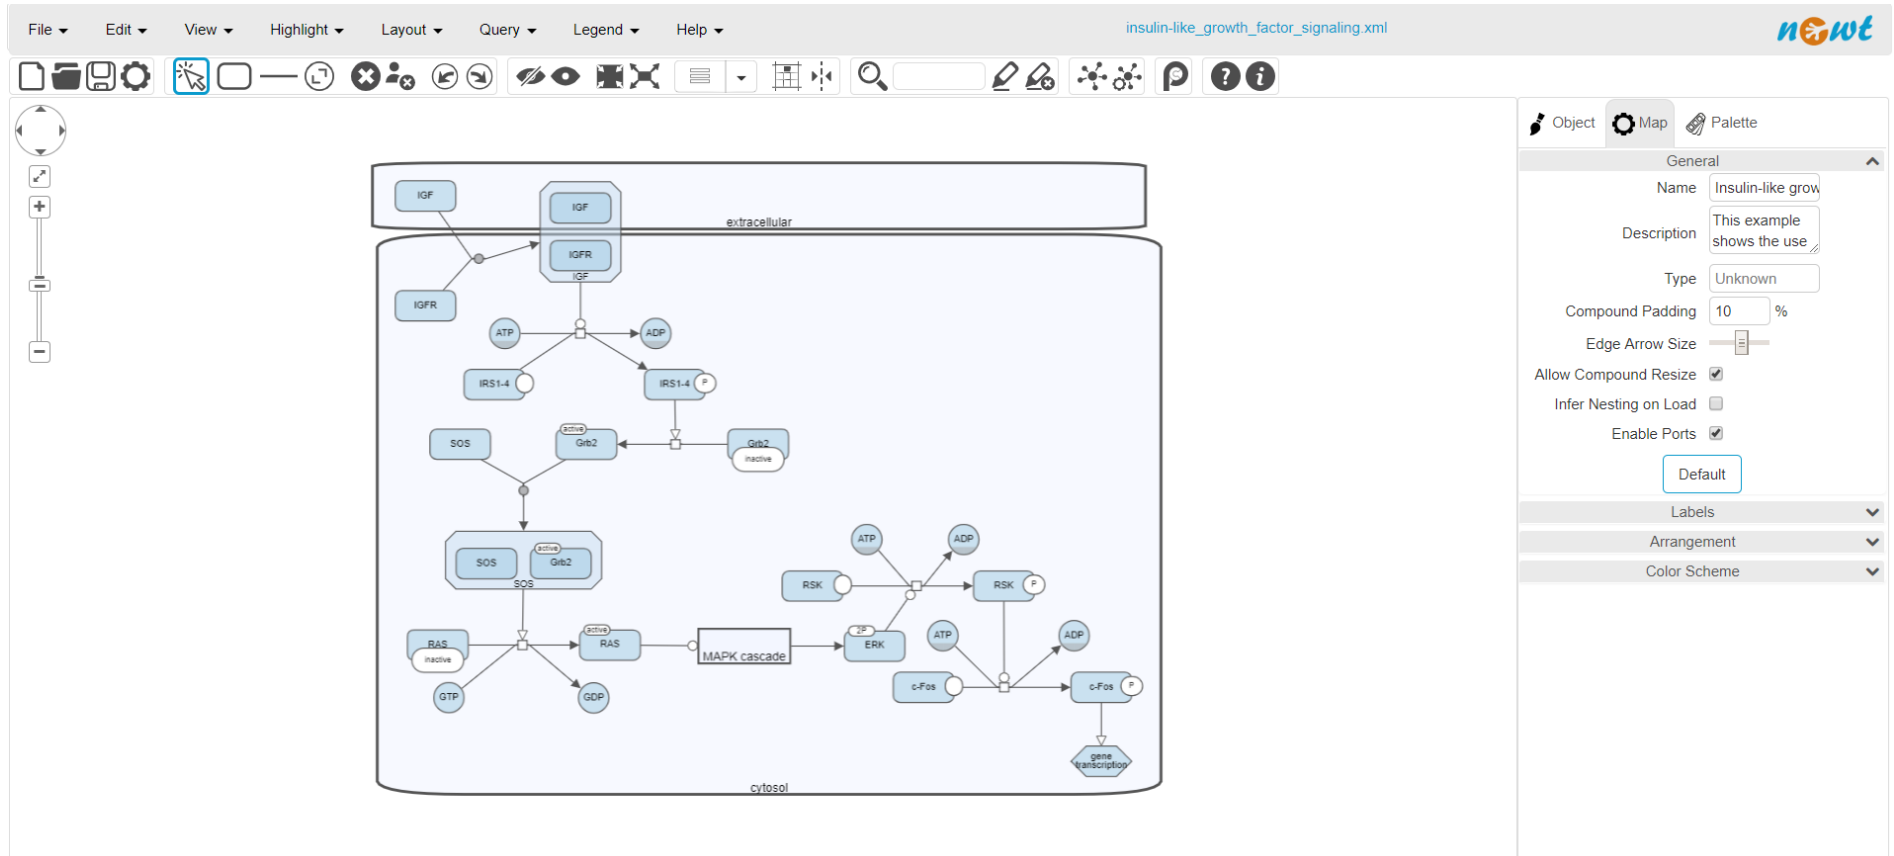 File Edit View Highlight Layout Query Legend Help insulin-like_growth_factor_signaling.xml newt
Object Map Palette
General
Name Insulin-like grow
Description This example
shows the use
Type Unknown
Compound Padding 10 %
Edge Arrow Size
Allow Compound Resize
Infer Nesting on Load
Enable Ports
Default
Labels
Arrangement
Color Scheme
IGF
IGF
extracellular
IGFR
IGF
IGFR
ATP ADP
IRS1-4 IRS1-4 P
active
SOS Grb2 Grb2
inactive
active
SOS Grb2
SOS
ATP ADP
RSK RSK P
RAS
inactive
active
RAS
MAPK cascade
2P
ERK
ATP ADP
c-Fos c-Fos P
GTP GDP
gene
transcription
cytosol